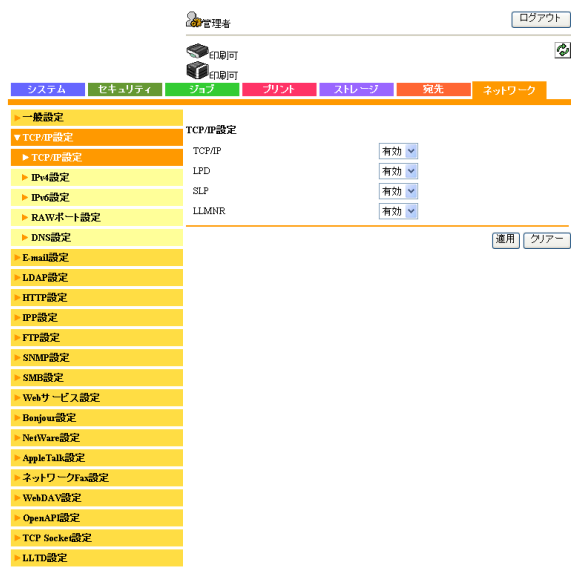 管理者
ログアウト
印刷可
印刷可
システム セキュリティ ジョブ プリント ストレージ 宛先 ネットワーク
一般設定
TCP/IP設定
TCP/IP設定
IPv4設定
IPv6設定
RAWポート設定
DNS設定
E-mail設定
LDAP設定
HTTP設定
IPP設定
FTP設定
SNMP設定
SMB設定
Webサービス設定
Bonjour設定
NetWare設定
AppleTalk設定
ネットワークFax設定
WebDAV設定
OpenAPI設定
TCP Socket設定
LLTD設定
TCP/IP設定
TCP/IP 有効
LPD 有効
SLP 有効
LLMNR 有効
適用 クリアー